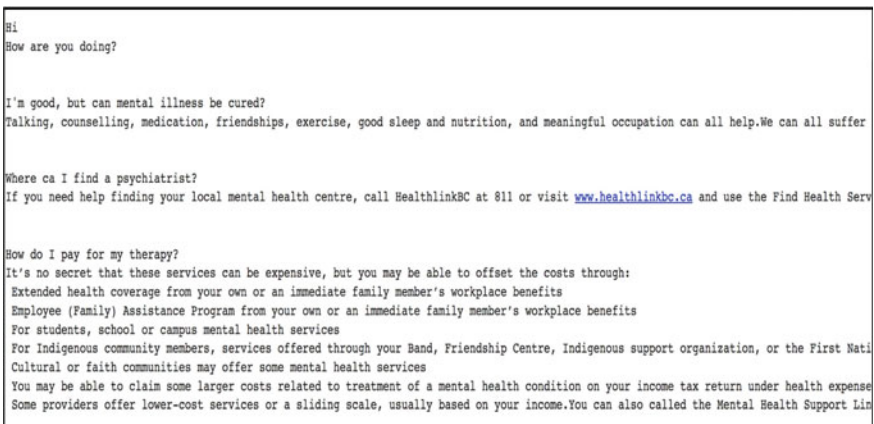 Hi
How are you doing?
I'm good, but can mental illness be cured?
Talking, counselling, medication, friendships, exercise, good sleep and nutrition, and meaningful occupation can all help.We can all suffer
Where ca I find a psychiatrist?
If you need help finding your local mental health centre, call HealthlinkBC at 811 or visit www.healthlinkbc.ca and use the Find Health Serv
How do I pay for my therapy?
It's no secret that these services can be expensive, but you may be able to offset the costs through:
Extended health coverage from your own or an immediate family member's workplace benefits
Employee (Family) Assistance Program from your own or an immediate family member's workplace benefits
For students, school or campus mental health services
For Indigenous community members, services offered through your Band, Friendship Centre, Indigenous support organization, or the First Nati
Cultural or faith communities may offer some mental health services
You may be able to claim some larger costs related to treatment of a mental health condition on your income tax return under health expense
Some providers offer lower-cost services or a sliding scale, usually based on your income.You can also called the Mental Health Support Lin